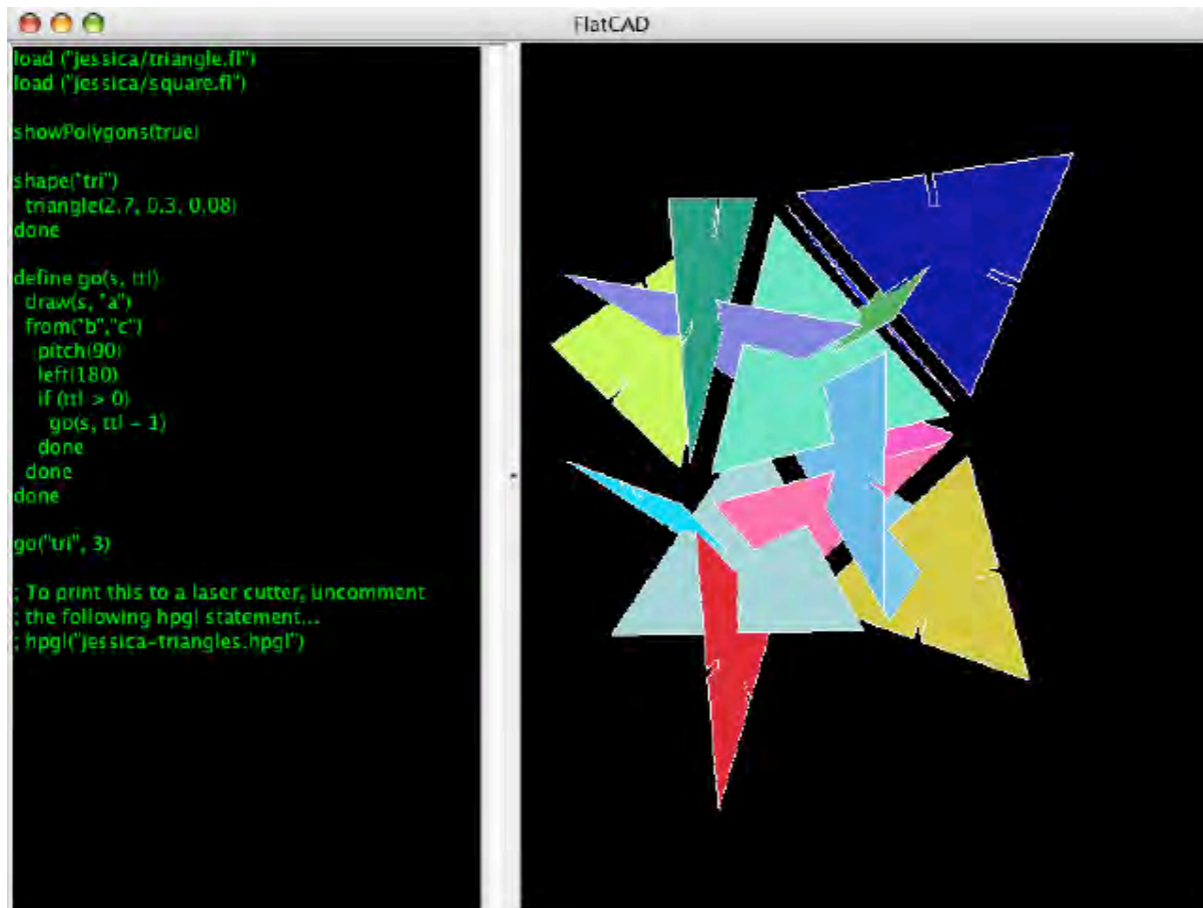 FlatCAD
load ("jessica/triangle.fl")
load ("jessica/square.fl")
showPolygons(true)
shape("tri")
triangle(2.7, 0.3, 0.08)
done
define go(s, ttl)
draw(s, "a")
from("b","c")
pitch(90)
left(180)
if (ttl > 0)
go(s, ttl - 1)
done
done
done
go("tri", 3)
; To print this to a laser cutter, uncomment
; the following hpgl statement...
; hpgl("jessica-triangles.hpgl")